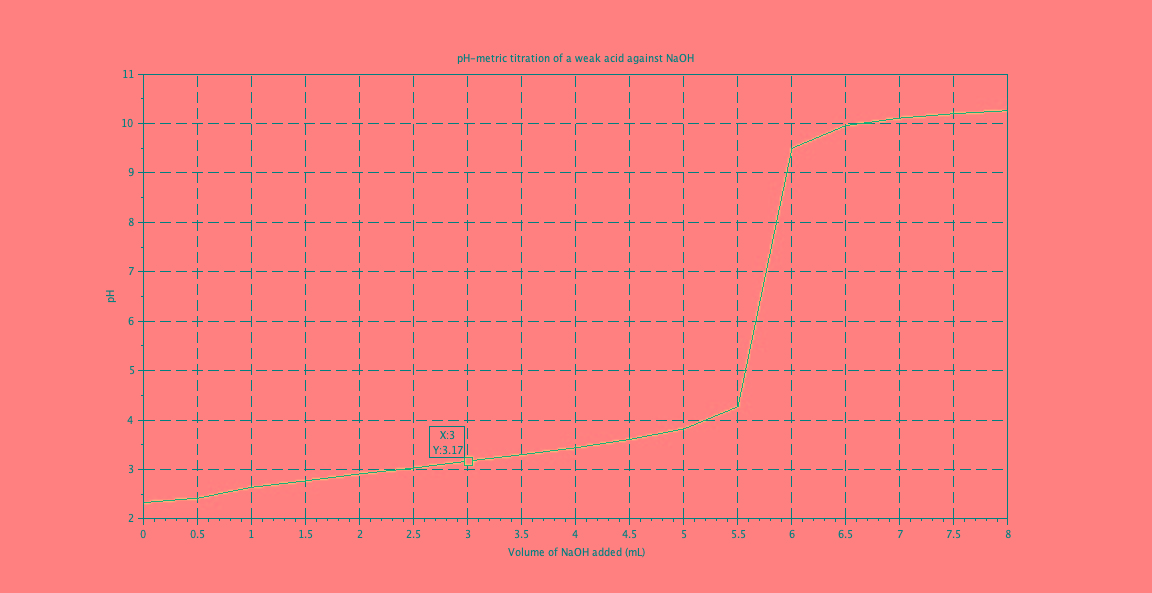 pH-metric titration of a weak acid against NaOH
11
10
9
8
7
6
5
4
3
2
pH
X:3
Y:3.17
0 0.5 1 1.5 2 2.5 3 3.5 4 4.5 5 5.5 6 6.5 7 7.5 8
Volume of NaOH added (mL)